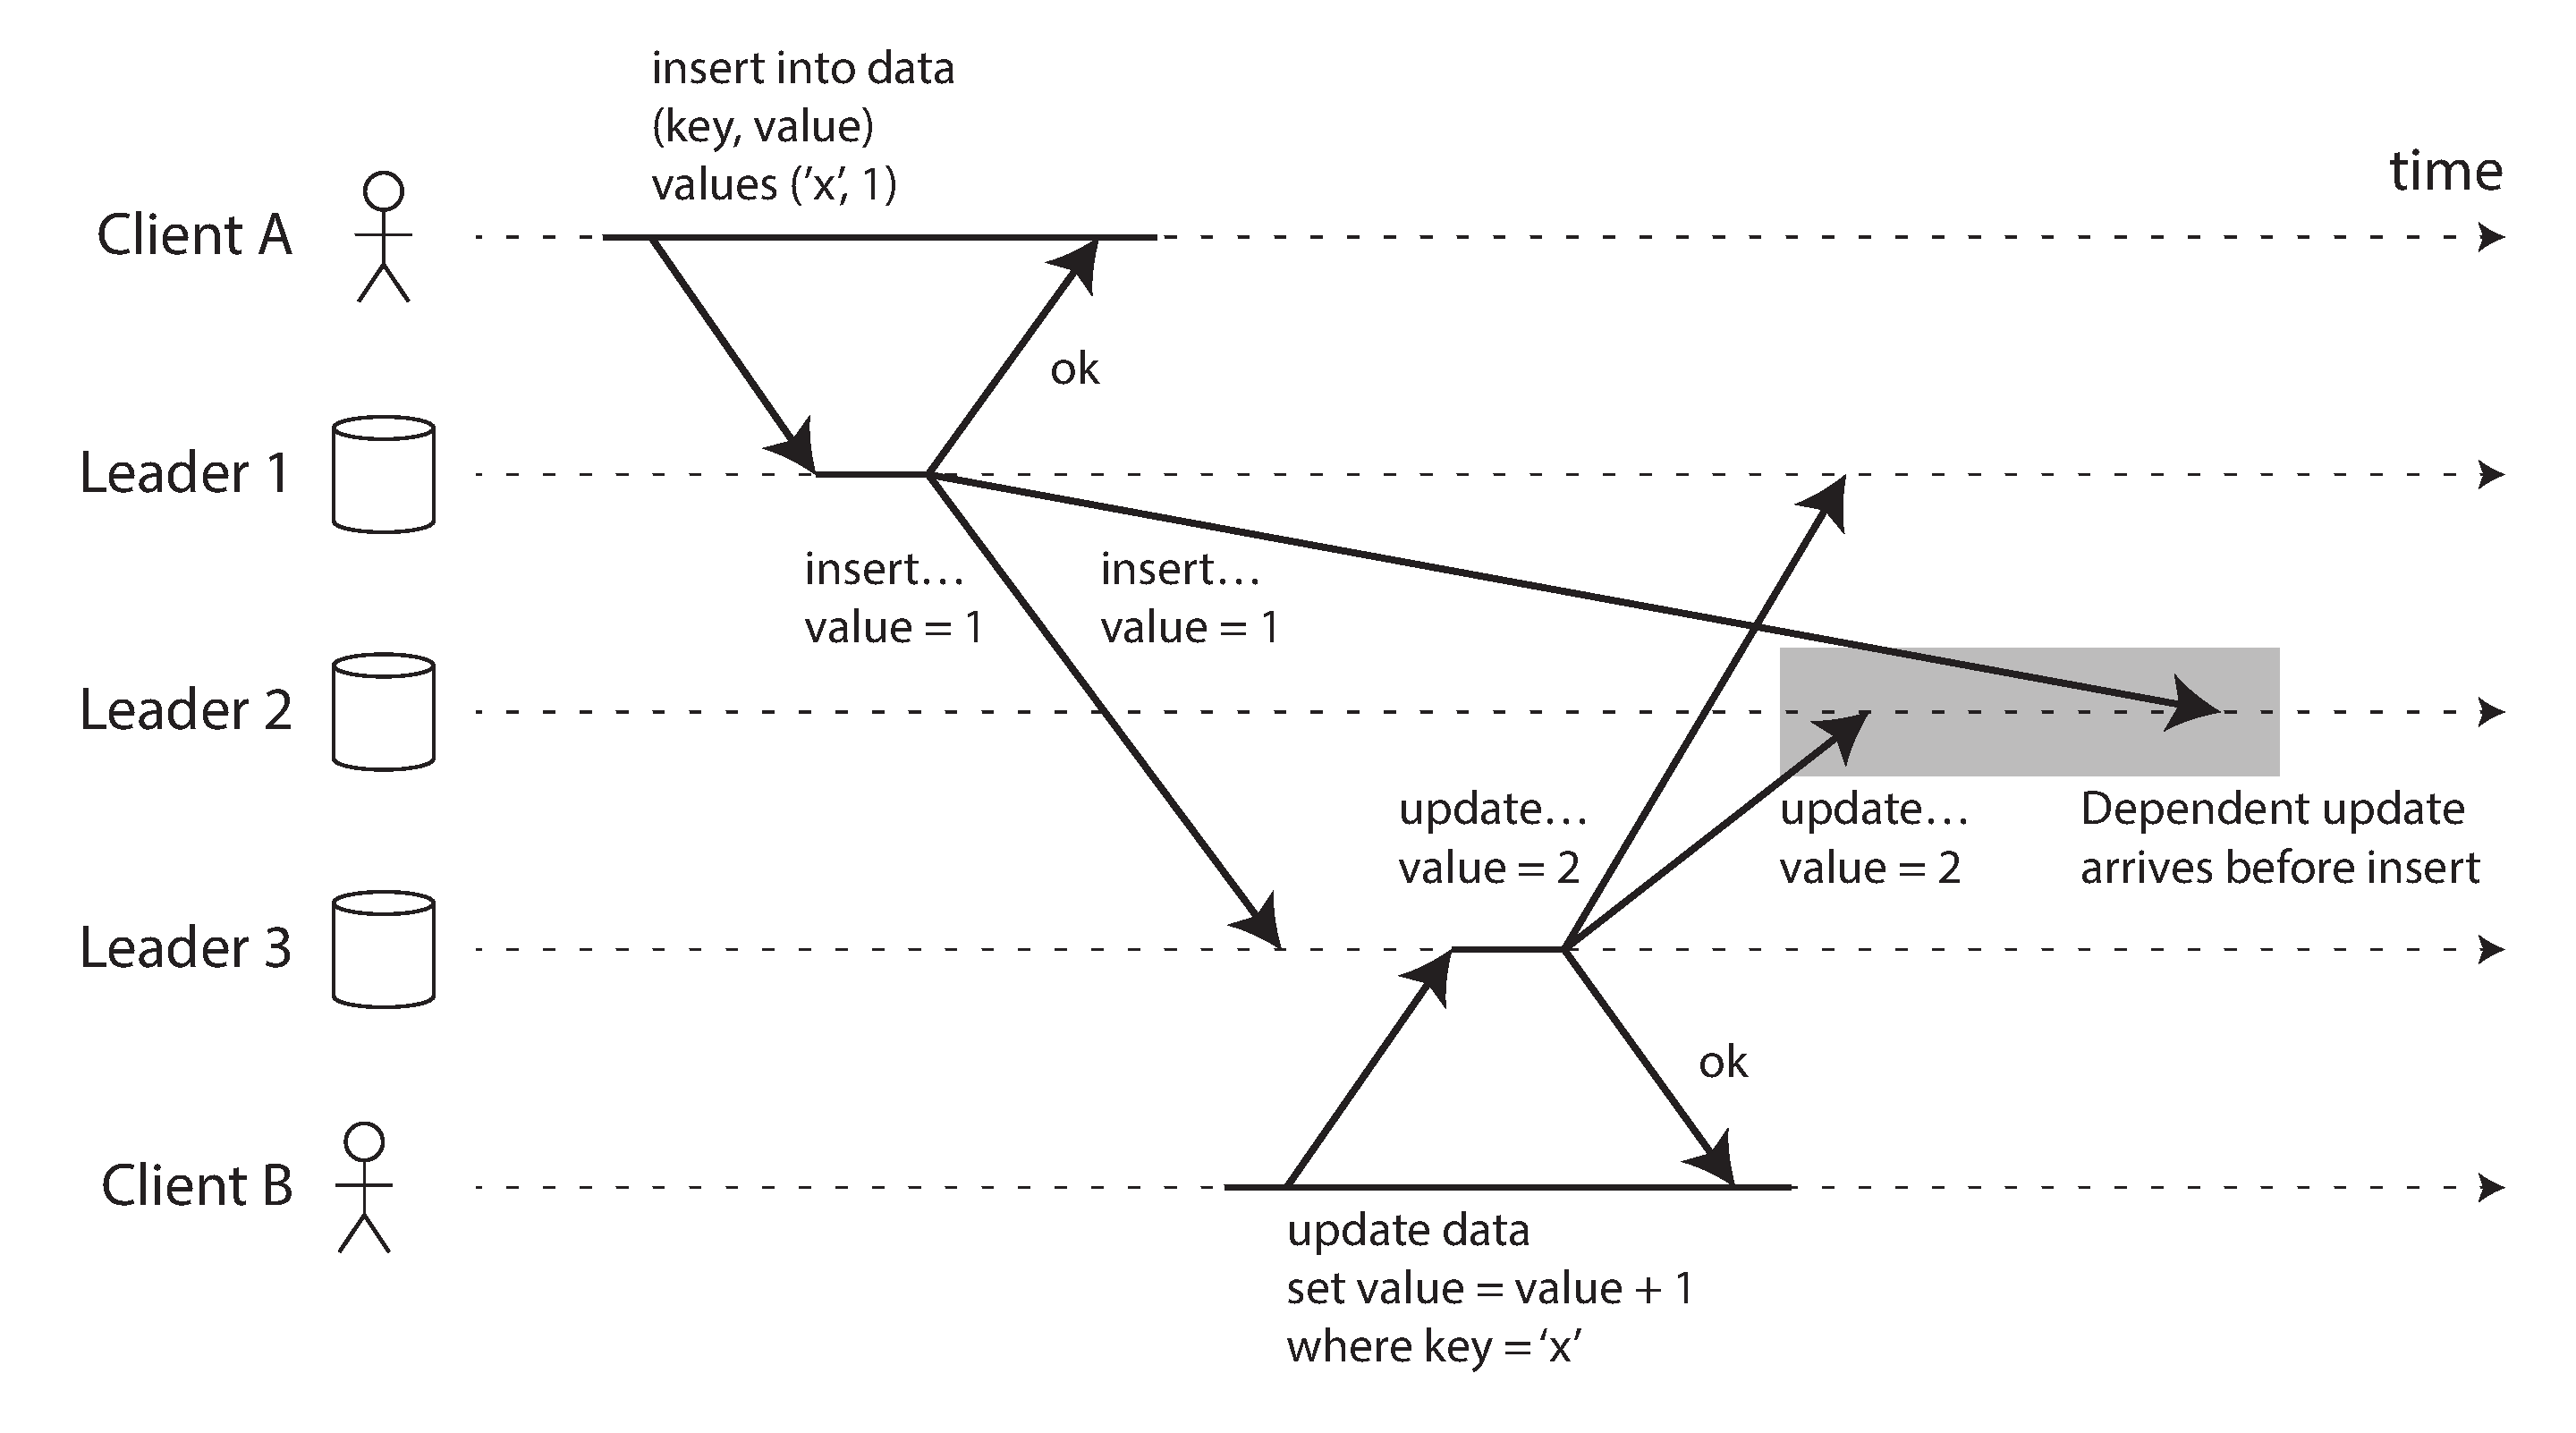 insert into data
(key, value)
values (’x’, 1)
time
Client A
ok
Leader 1
insert…
value = 1
insert…
value = 1
Leader 2
update…
value = 2
update…
value = 2
Dependent update
arrives before insert
Leader 3
ok
Client B
update data
set value = value + 1
where key = ‘x’